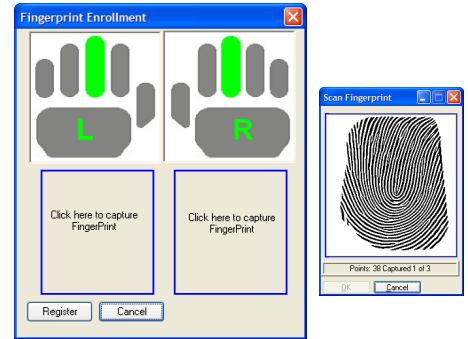 Fingerprint Enrollment
L
R
Click here to capture
FingerPrint
Click here to capture
FingerPrint
Register
Cancel
Scan Fingerprint
Points: 38 Captured 1 of 3
OK
Cancel